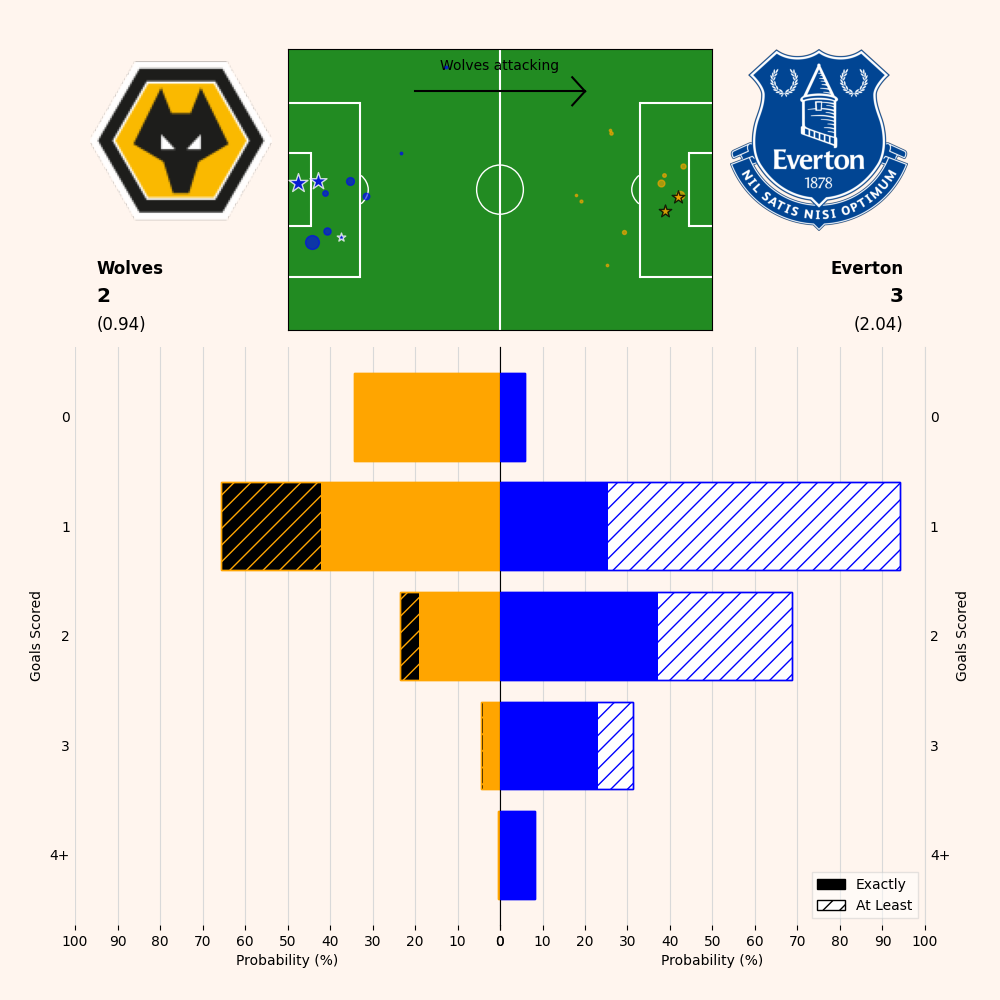 Wolves attacking
Everton
1878
NIL SATIS NISI OPTIMUM
Wolves
2
(0.94)
Everton
3
(2.04)
0
1
2
3
4+
Goals Scored
0
1
2
3
4+
Goals Scored
Exactly
At Least
100 90 80 70 60 50 40 30 20 10 0 0 10 20 30 40 50 60 70 80 90 100
Probability (%)
Probability (%)